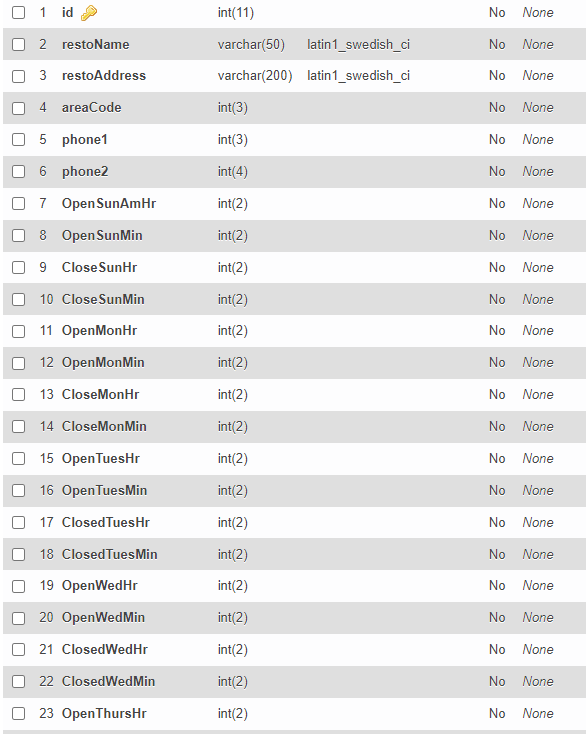 1 id int(11) No None
2 restoName varchar(50) latin1_swedish_ci No None
3 restoAddress varchar(200) latin1_swedish_ci No None
4 areaCode int(3) No None
5 phone1 int(3) No None
6 phone2 int(4) No None
7 OpenSunAmHr int(2) No None
8 OpenSunMin int(2) No None
9 CloseSunHr int(2) No None
10 CloseSunMin int(2) No None
11 OpenMonHr int(2) No None
12 OpenMonMin int(2) No None
13 CloseMonHr int(2) No None
14 CloseMonMin int(2) No None
15 OpenTuesHr int(2) No None
16 OpenTuesMin int(2) No None
17 ClosedTuesHr int(2) No None
18 ClosedTuesMin int(2) No None
19 OpenWedHr int(2) No None
20 OpenWedMin int(2) No None
21 ClosedWedHr int(2) No None
22 ClosedWedMin int(2) No None
23 OpenThursHr int(2) No None